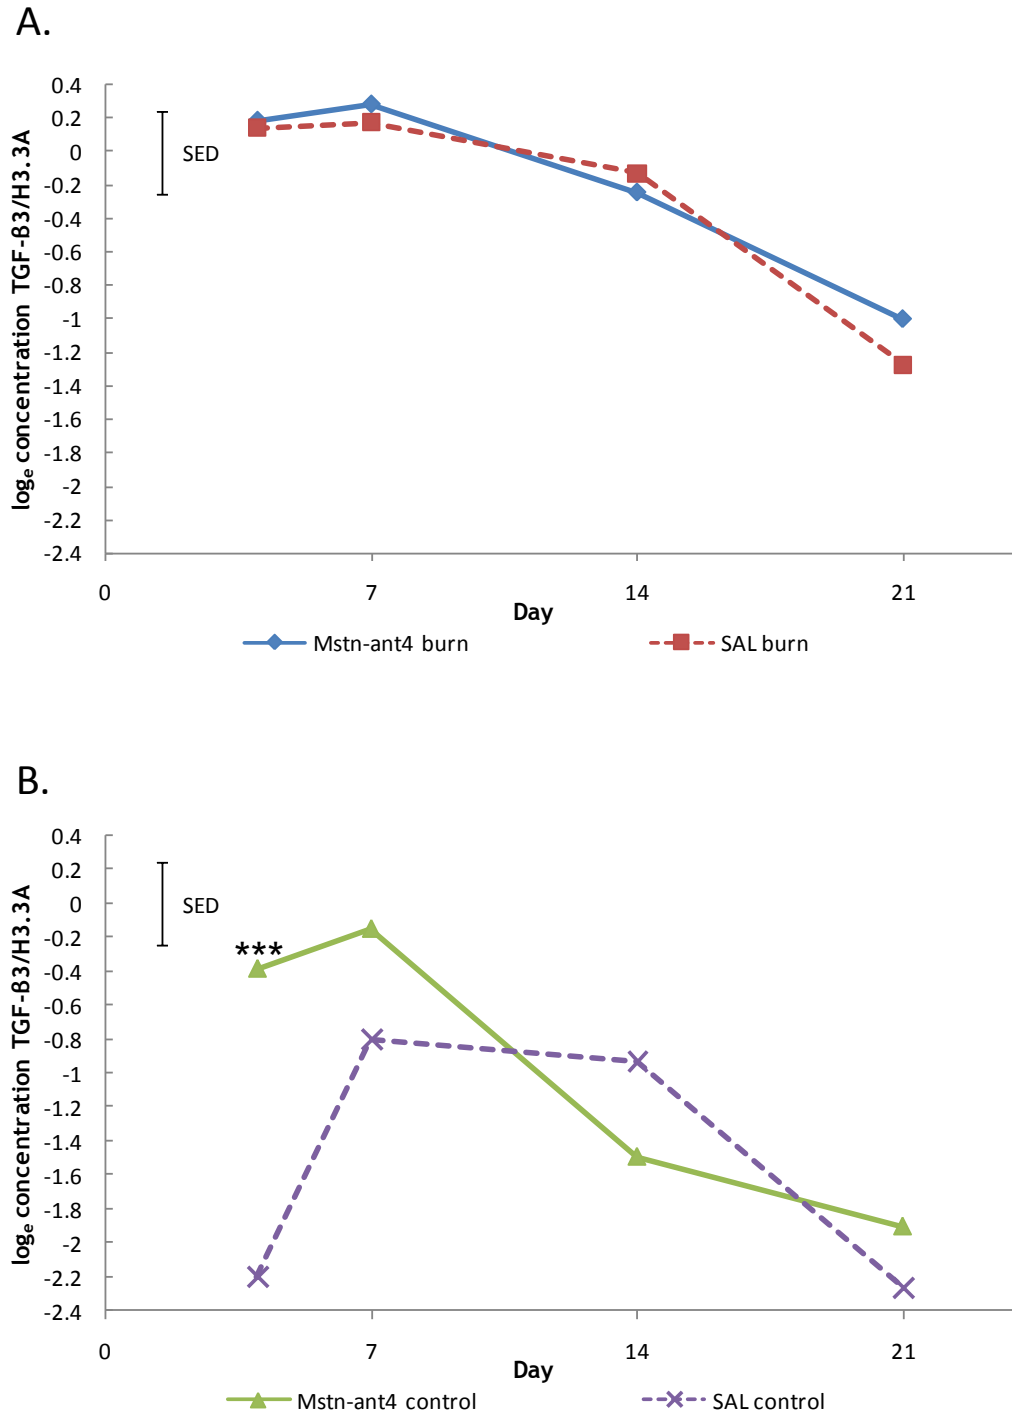 A.
log_e concentration TGF-ß3/H3.3A
0.4
0.2
0
-0.2
-0.4
-0.6
-0.8
-1
-1.2
-1.4
-1.6
-1.8
-2
-2.2
-2.4
SED
0 7 14 21
Day
Mstn-ant4 burn SAL burn
B.
logₑ concentration TGF-ß3/H3.3A
0.4
0.2
0
-0.2
-0.4
-0.6
-0.8
-1
-1.2
-1.4
-1.6
-1.8
-2
-2.2
-2.4
SED
***
0 7 14 21
Day
Mstn-ant4 control SAL control